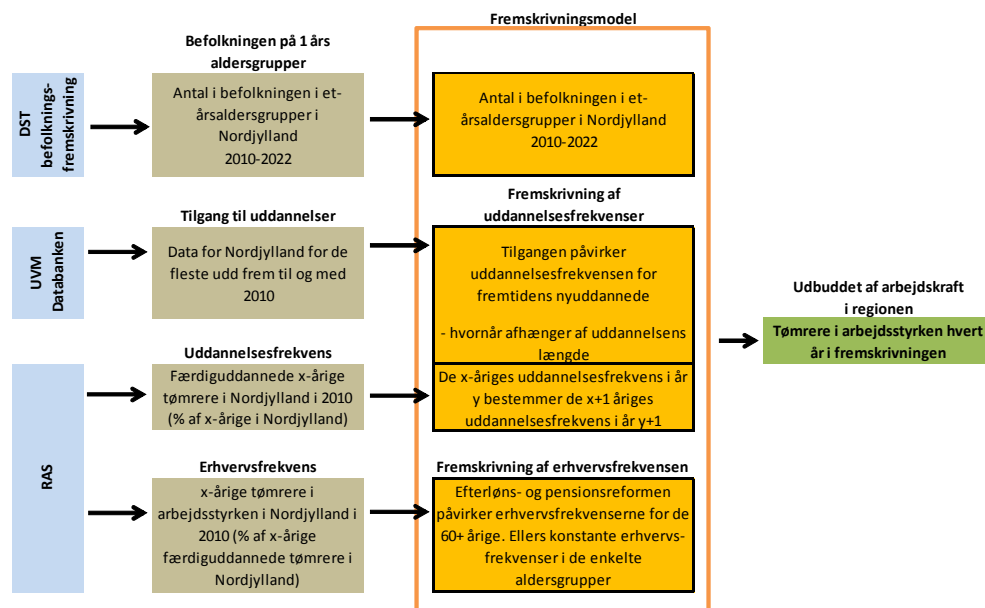 Fremskrivningsmodel
DST
befolknings-
fremskrivning
Befolkningen på 1 års
aldersgrupper
Antal i befolkningen i et-
årsaldersgrupper i
Nordjylland
2010-2022
Antal i befolkningen i et-
årsaldersgrupper i Nordjylland
2010-2022
UVM
Databanken
Tilgang til uddannelser
Data for Nordjylland for de
fleste udd frem til og med
2010
Fremskrivning af
uddannelsesfrekvenser
Tilgangen påvirker
uddannelsesfrekvensen for
fremtidens nyuddannede
- hvornår afhænger af uddannelsens
længde
RAS
Uddannelsesfrekvens
Færdiguddannede x-årige
tømrere i Nordjylland i 2010
(% af x-årige i Nordjylland)
De x-åriges uddannelsesfrekvens i år
y bestemmer de x+1 åriges
uddannelsesfrekvens i år y+1
Erhvervsfrekvens
x-årige tømrere i
arbejdsstyrken i Nordjylland i
2010 (% af x-årige
færdiguddannede tømrere i
Nordjylland)
Fremskrivning af erhvervsfrekvensen
Efterløns- og pensionsreformen
påvirker erhvervsfrekvenserne for de
60+ årige. Ellers konstante erhvervs-
frekvenser i de enkelte
aldersgrupper
Udbuddet af arbejdskraft
i regionen
Tømrere i arbejdsstyrken hvert
år i fremskrivningen